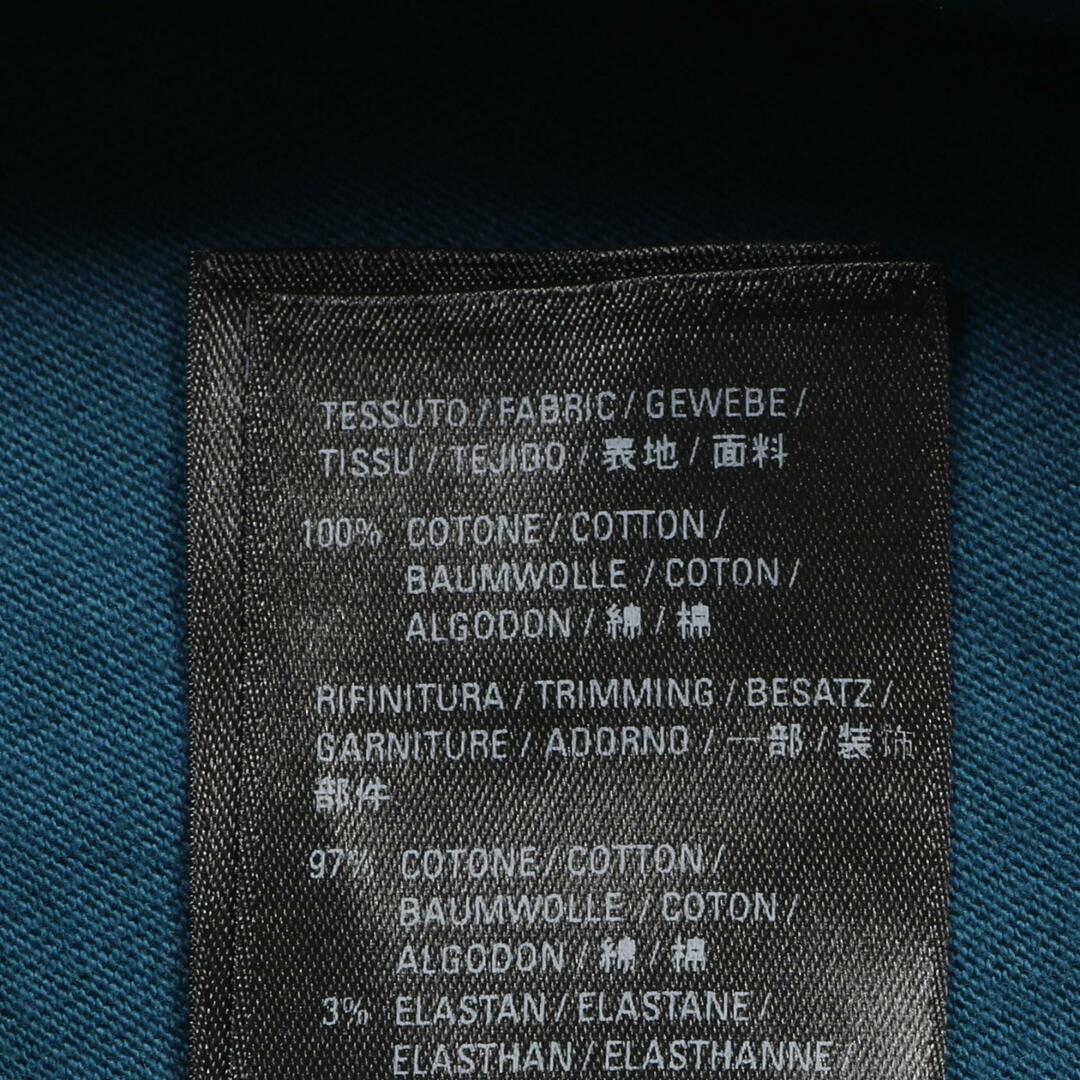 TESSUTO / FABRIC / GEWEBE /
TISSU / TEJIDO / 表地 / 面料
100% COTONE / COTTON /
BAUMWOLLE / COTON /
ALGODON / 綿 / 棉
RIFINITURA / TRIMMING / BESATZ /
GARNITURE / ADORNO / 一部 / 装饰
部件
97% COTONE / COTTON /
BAUMWOLLE / COTON /
ALGODON / 綿 / 棉
3% ELASTAN / ELASTANE /
ELASTHAN / ELASTHANNE /